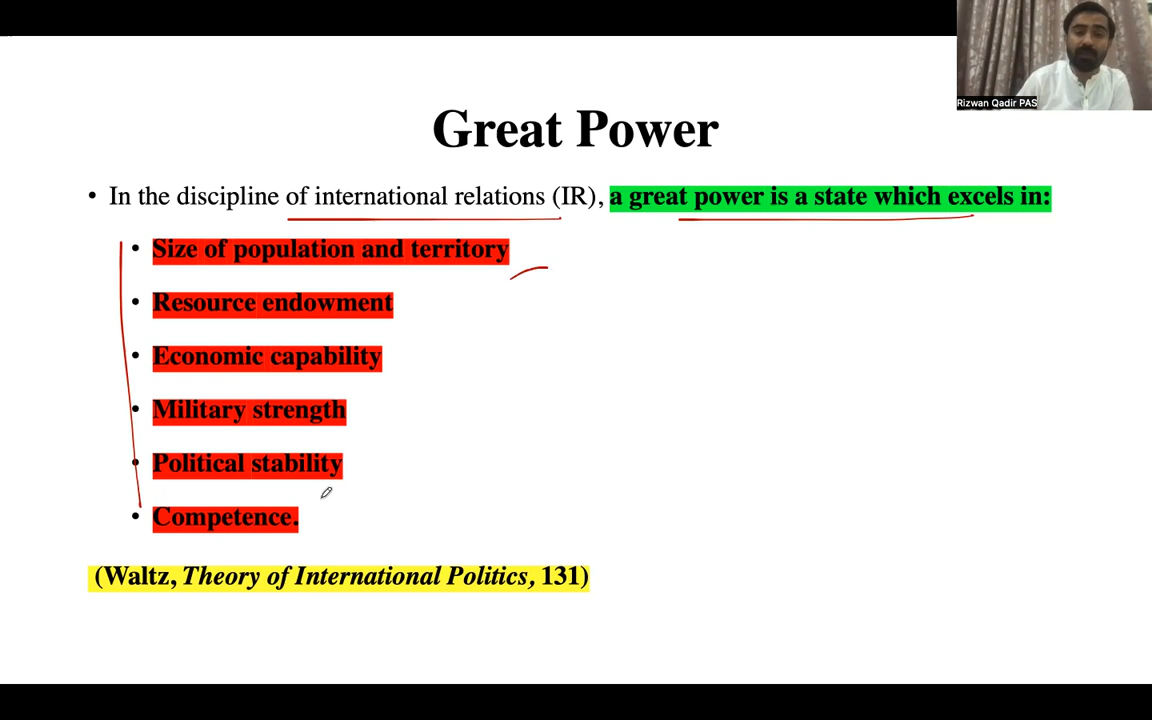 Rizwan Qadir PAS
Great Power
• In the discipline of international relations (IR), a great power is a state which excels in:
• Size of population and territory
• Resource endowment
• Economic capability
• Military strength
• Political stability
• Competence.
(Waltz, Theory of International Politics, 131)